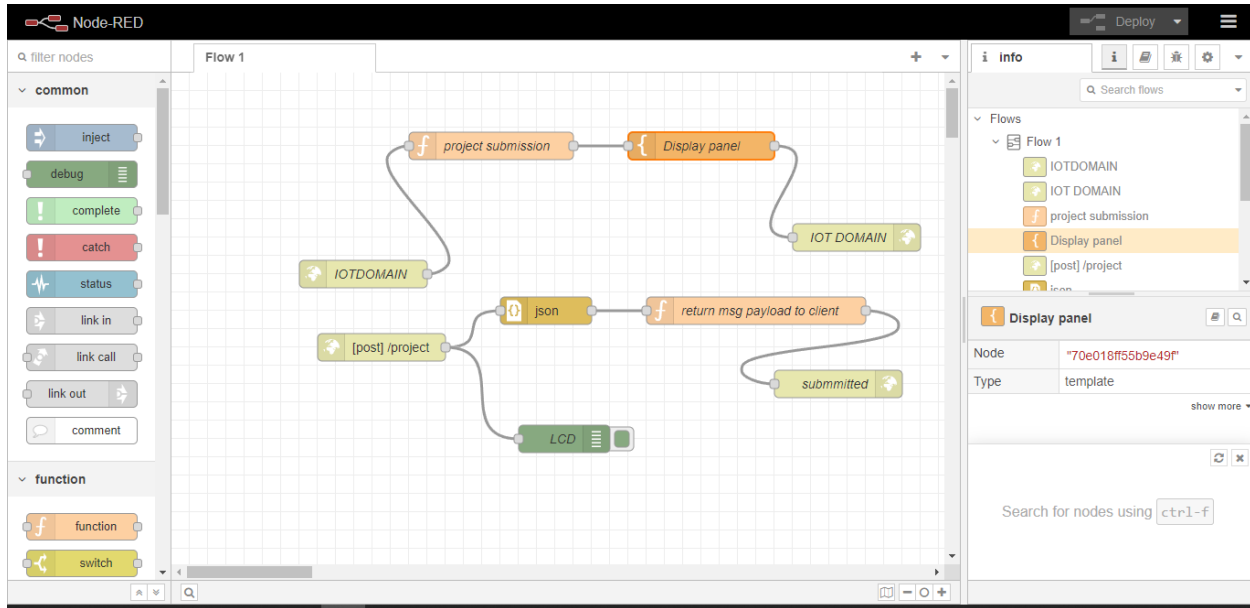 Node-RED
Deploy
filter nodes
Flow 1
i info
i
Search flows
common
inject
debug
complete
catch
status
link in
link call
link out
comment
function
function
switch
f project submission
{ Display panel
IOT DOMAIN
IOTDOMAIN
{} json
f return msg payload to client
[post] /project
submmitted
LCD
Flows
Flow 1
IOTDOMAIN
IOT DOMAIN
f project submission
{ Display panel
[post] /project
{} json
{ Display panel
Node "70e018ff55b9e49f"
Type template
show more
Search for nodes using ctrl-f